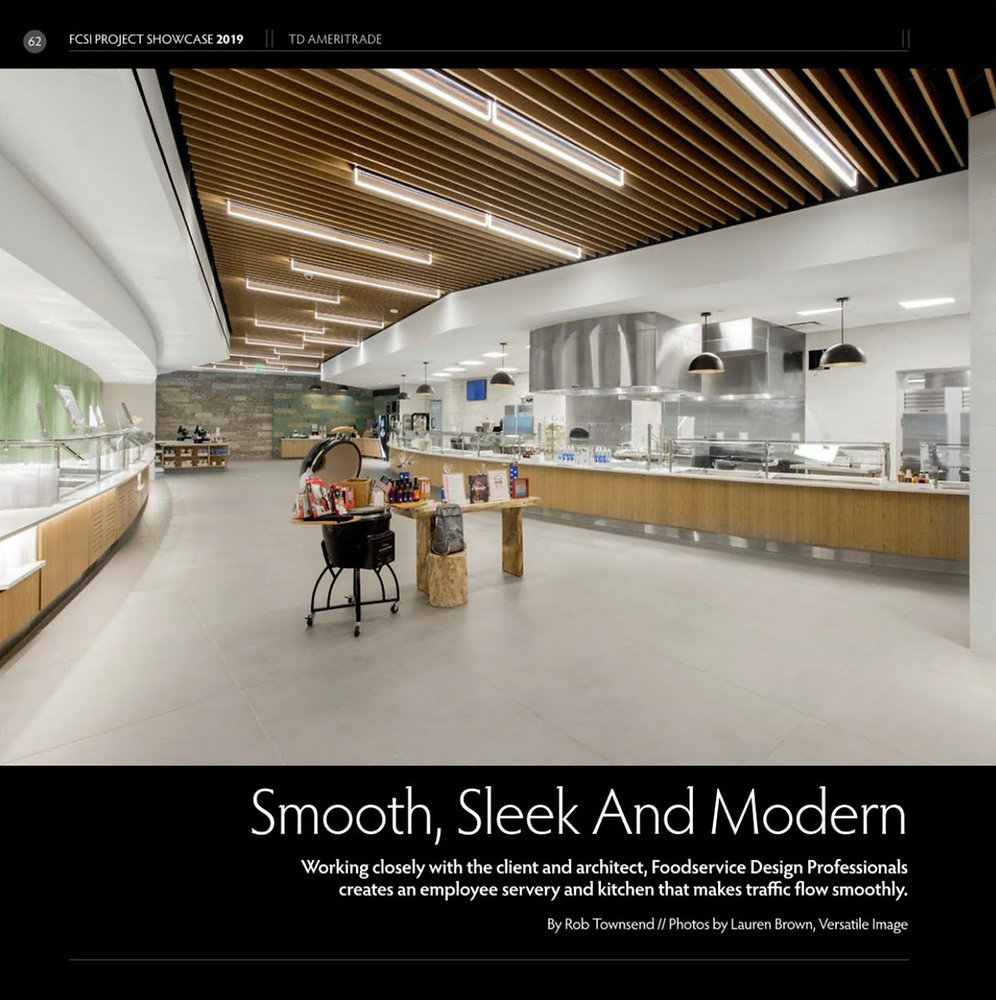 62
FCSI PROJECT SHOWCASE 2019
TD AMERITRADE
Smooth, Sleek And Modern
Working closely with the client and architect, Foodservice Design Professionals
creates an employee servery and kitchen that makes traffic flow smoothly.
By Rob Townsend // Photos by Lauren Brown, Versatile Image